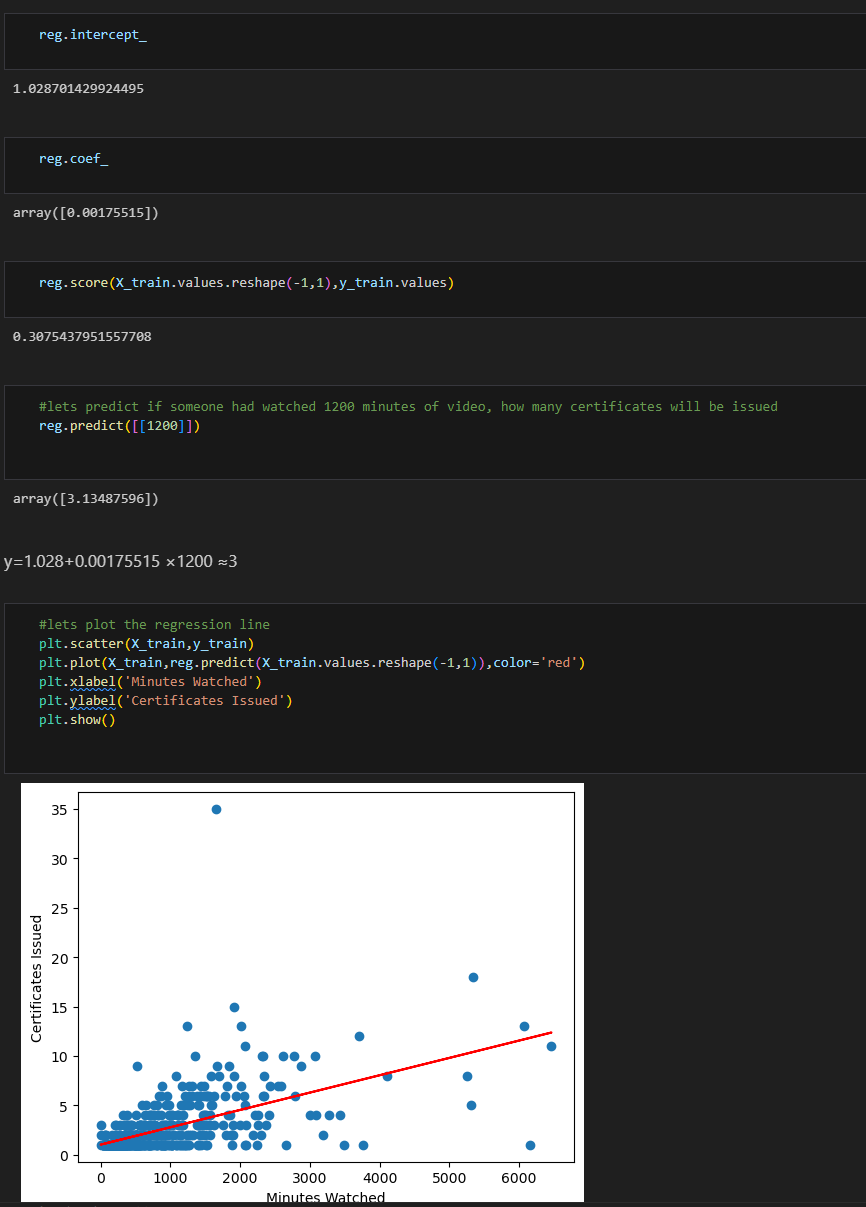 reg.intercept_
1.028701429924495
reg.coef_
array([0.00175515])
reg.score(X_train.values.reshape(-1,1),y_train.values)
0.3075437951557708
#lets predict if someone had watched 1200 minutes of video, how many certificates will be issued
reg.predict([[1200]])
array([3.13487596])
y=1.028+0.00175515 ×1200 ≈3
#lets plot the regression line
plt.scatter(X_train,y_train)
plt.plot(X_train,reg.predict(X_train.values.reshape(-1,1)),color='red')
plt.xlabel('Minutes Watched')
plt.ylabel('Certificates Issued')
plt.show()
35
30
25
20
15
10
5
0
Certificates Issued
0 1000 2000 3000 4000 5000 6000
Minutes Watched